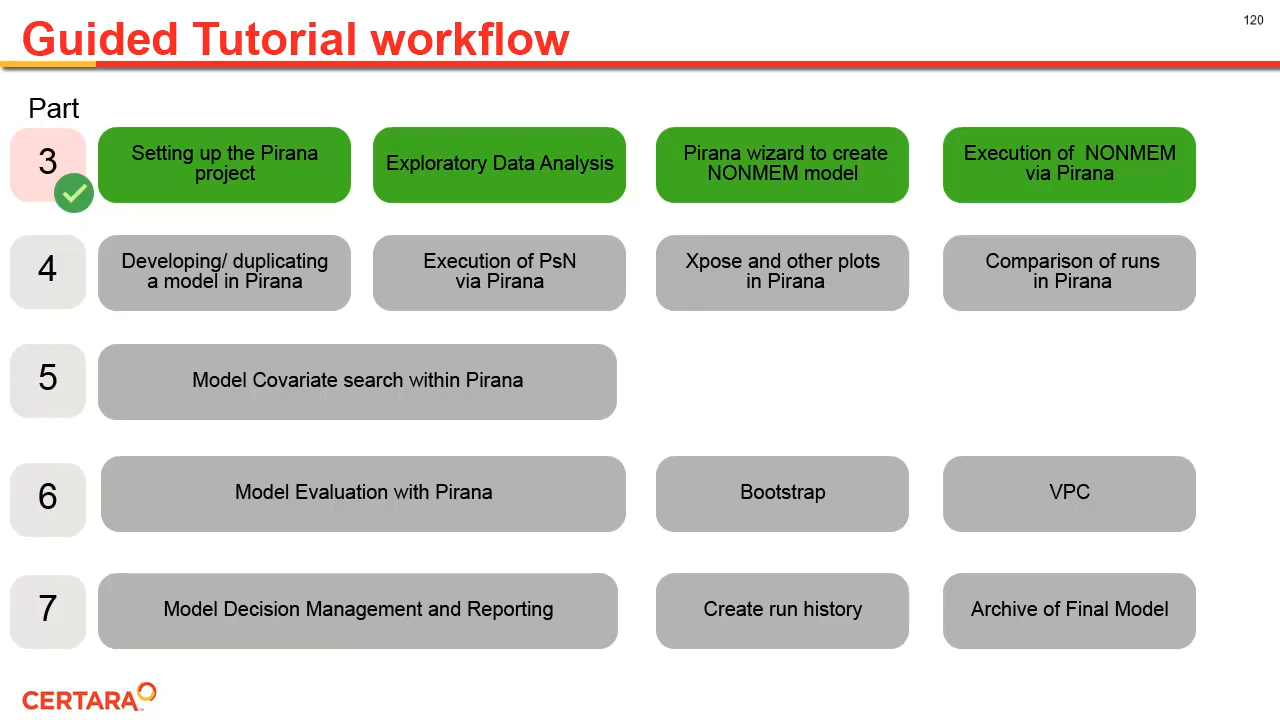 Guided Tutorial workflow
120
Part
3
Setting up the Pirana
project
Exploratory Data Analysis
Pirana wizard to create
NONMEM model
Execution of NONMEM
via Pirana
4
Developing/ duplicating
a model in Pirana
Execution of PsN
via Pirana
Xpose and other plots
in Pirana
Comparison of runs
in Pirana
5
Model Covariate search within Pirana
6
Model Evaluation with Pirana
Bootstrap
VPC
7
Model Decision Management and Reporting
Create run history
Archive of Final Model
CERTARA